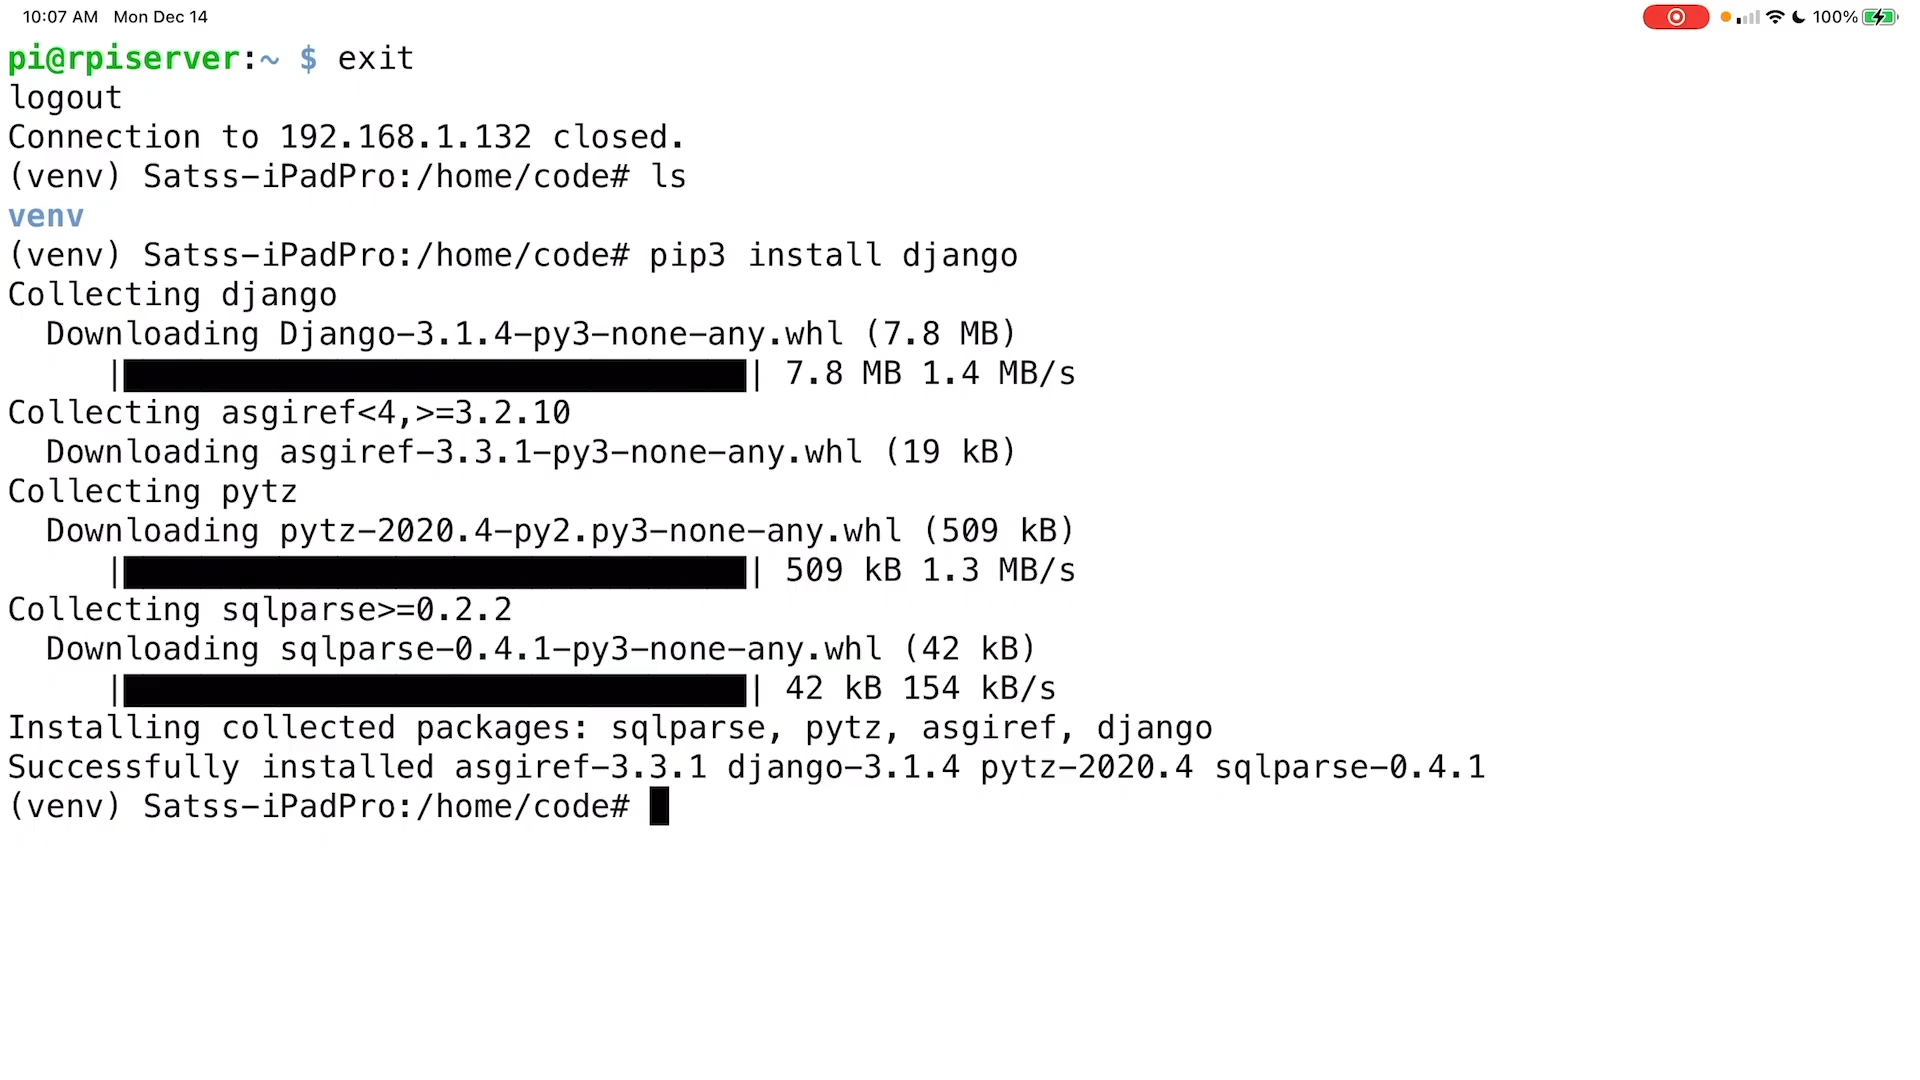 10:07 AM Mon Dec 14 100%
pi@rpiserver:~ $ exit
logout
Connection to 192.168.1.132 closed.
(venv) Satss-iPadPro:/home/code# ls
venv
(venv) Satss-iPadPro:/home/code# pip3 install django
Collecting django
  Downloading Django-3.1.4-py3-none-any.whl (7.8 MB)
     |████████████████████████████████| 7.8 MB 1.4 MB/s
Collecting asgiref<4,>=3.2.10
  Downloading asgiref-3.3.1-py3-none-any.whl (19 kB)
Collecting pytz
  Downloading pytz-2020.4-py2.py3-none-any.whl (509 kB)
     |████████████████████████████████| 509 kB 1.3 MB/s
Collecting sqlparse>=0.2.2
  Downloading sqlparse-0.4.1-py3-none-any.whl (42 kB)
     |████████████████████████████████| 42 kB 154 kB/s
Installing collected packages: sqlparse, pytz, asgiref, django
Successfully installed asgiref-3.3.1 django-3.1.4 pytz-2020.4 sqlparse-0.4.1
(venv) Satss-iPadPro:/home/code#